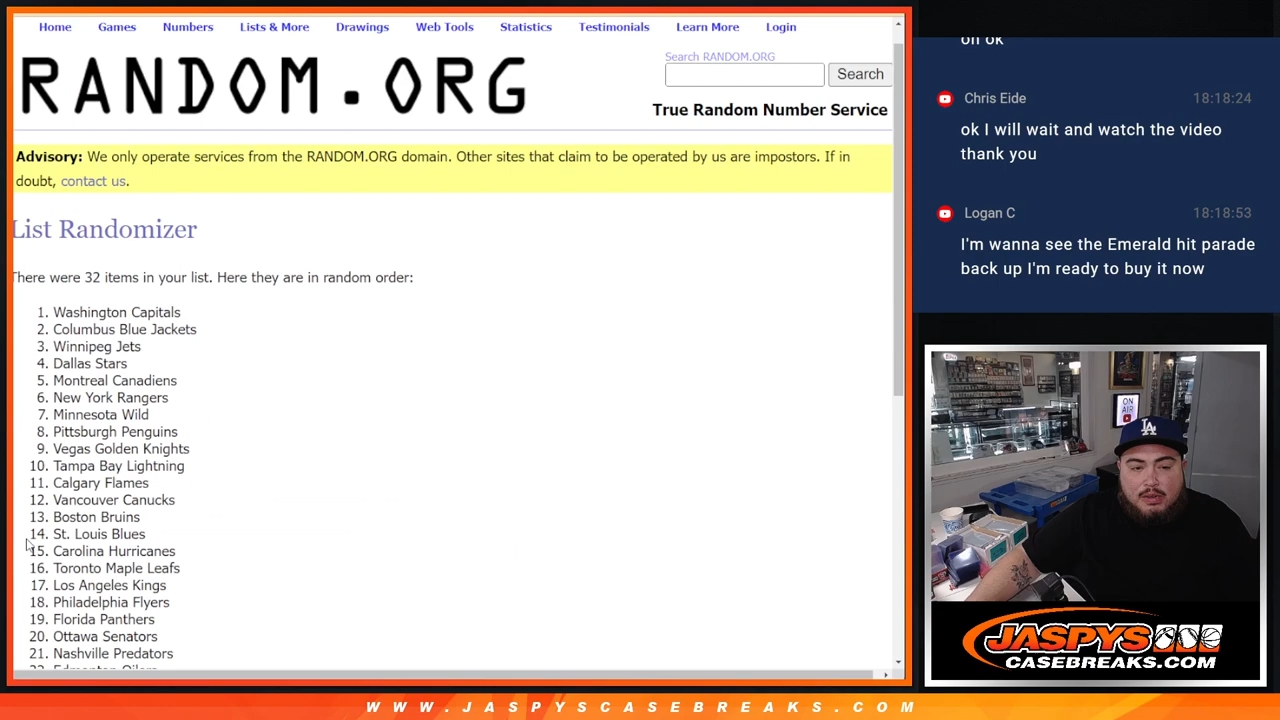 Home Games Numbers Lists & More Drawings Web Tools Statistics Testimonials Learn More Login
RANDOM.ORG
Search RANDOM.ORG
Search
True Random Number Service
Advisory: We only operate services from the RANDOM.ORG domain. Other sites that claim to be operated by us are impostors. If in
doubt, contact us.
List Randomizer
There were 32 items in your list. Here they are in random order:
1. Washington Capitals
2. Columbus Blue Jackets
3. Winnipeg Jets
4. Dallas Stars
5. Montreal Canadiens
6. New York Rangers
7. Minnesota Wild
8. Pittsburgh Penguins
9. Vegas Golden Knights
10. Tampa Bay Lightning
11. Calgary Flames
12. Vancouver Canucks
13. Boston Bruins
14. St. Louis Blues
15. Carolina Hurricanes
16. Toronto Maple Leafs
17. Los Angeles Kings
18. Philadelphia Flyers
19. Florida Panthers
20. Ottawa Senators
21. Nashville Predators
22. Edmonton Oilers
oh ok
Chris Eide 18:18:24
ok I will wait and watch the video
thank you
Logan C 18:18:53
I'm wanna see the Emerald hit parade
back up I'm ready to buy it now
ON
AIR
LA
JASPYS
CASEBREAKS.COM
WWW.JASPYSCASEBREAKS.COM